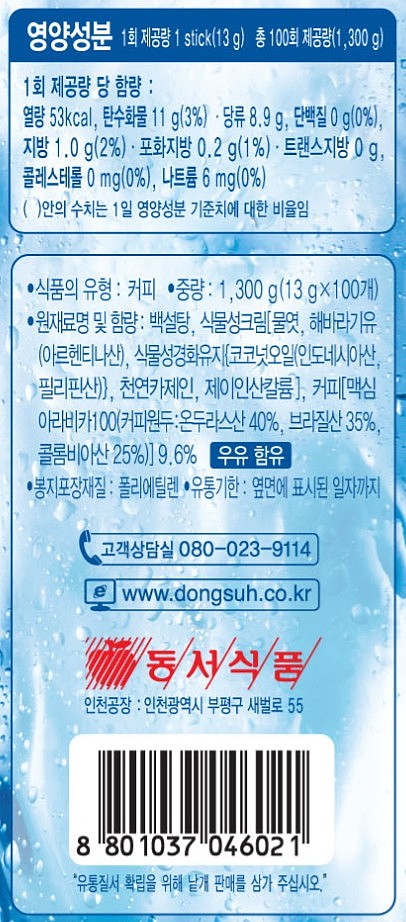 영양성분 1회 제공량 1 stick(13 g) 총 100회 제공량(1,300 g)
1회 제공량 당 함량 :
열량 53kcal, 탄수화물 11 g(3%) · 당류 8.9 g, 단백질 0 g(0%),
지방 1.0 g(2%) · 포화지방 0.2 g(1%) · 트랜스지방 0 g,
콜레스테롤 0 mg(0%), 나트륨 6 mg(0%)
( )안의 수치는 1일 영양성분 기준치에 대한 비율임
•식품의 유형 : 커피 •중량 : 1,300 g(13 g×100개)
•원재료명 및 함량 : 백설탕, 식물성크림[물엿, 해바라기유
(아르헨티나산), 식물성경화유지{코코넛오일(인도네시아산,
필리핀산)}, 천연카제인, 제이인산칼륨], 커피[맥심
아라비카100(커피원두:온두라스산 40%, 브라질산 35%,
콜롬비아산 25%)] 9.6% 우유 함유
•봉지포장재질 : 폴리에틸렌 •유통기한 : 옆면에 표시된 일자까지
고객상담실 080-023-9114
e www.dongsuh.co.kr
동서식품
인천공장 : 인천광역시 부평구 새벌로 55
8 801037 046021
"유통질서 확립을 위해 낱개 판매를 삼가 주십시오."